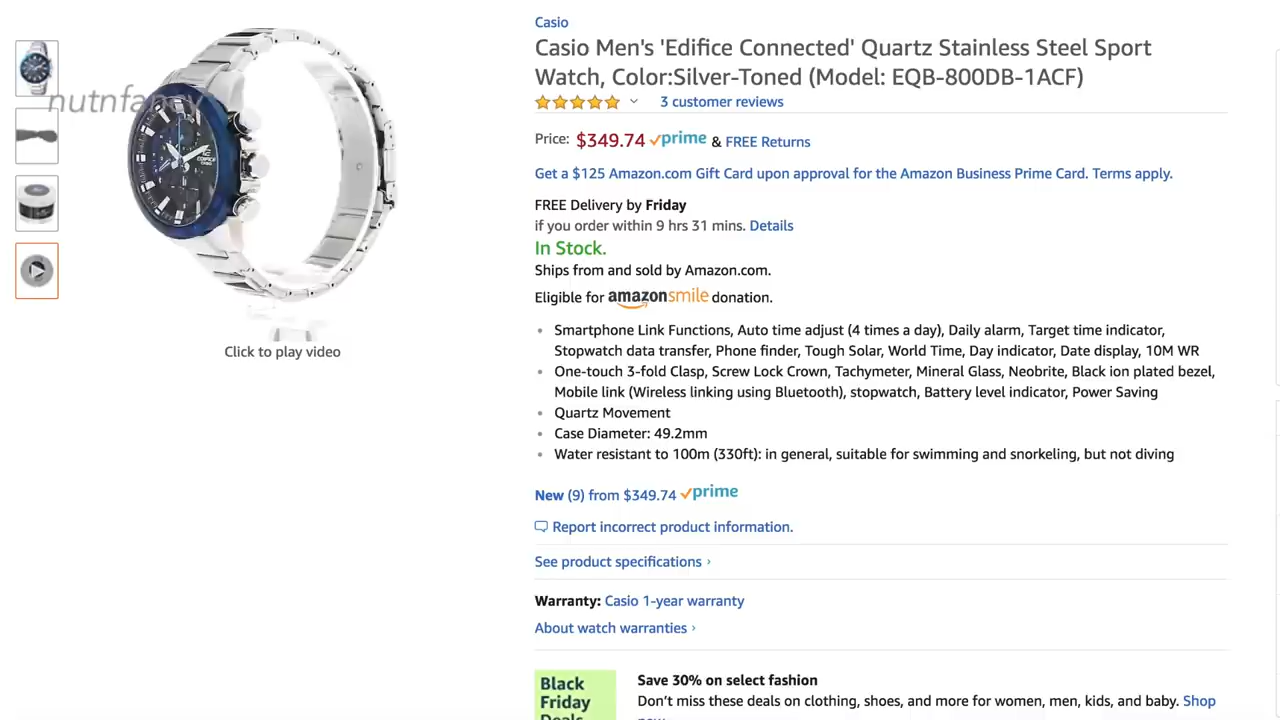 Casio
Casio Men's 'Edifice Connected' Quartz Stainless Steel Sport
Watch, Color:Silver-Toned (Model: EQB-800DB-1ACF)
3 customer reviews
nutnfancy
Price: $349.74 prime & FREE Returns
Get a $125 Amazon.com Gift Card upon approval for the Amazon Business Prime Card. Terms apply.
FREE Delivery by Friday
if you order within 9 hrs 31 mins. Details
In Stock.
Ships from and sold by Amazon.com.
Eligible for amazonsmile donation.
Smartphone Link Functions, Auto time adjust (4 times a day), Daily alarm, Target time indicator,
Stopwatch data transfer, Phone finder, Tough Solar, World Time, Day indicator, Date display, 10M WR
Click to play video
One-touch 3-fold Clasp, Screw Lock Crown, Tachymeter, Mineral Glass, Neobrite, Black ion plated bezel,
Mobile link (Wireless linking using Bluetooth), stopwatch, Battery level indicator, Power Saving
Quartz Movement
Case Diameter: 49.2mm
Water resistant to 100m (330ft): in general, suitable for swimming and snorkeling, but not diving
New (9) from $349.74 prime
Report incorrect product information.
See product specifications ›
Warranty: Casio 1-year warranty
About watch warranties ›
Black
Friday
Deals
Save 30% on select fashion
Don't miss these deals on clothing, shoes, and more for women, men, kids, and baby. Shop
now
EDIFICE